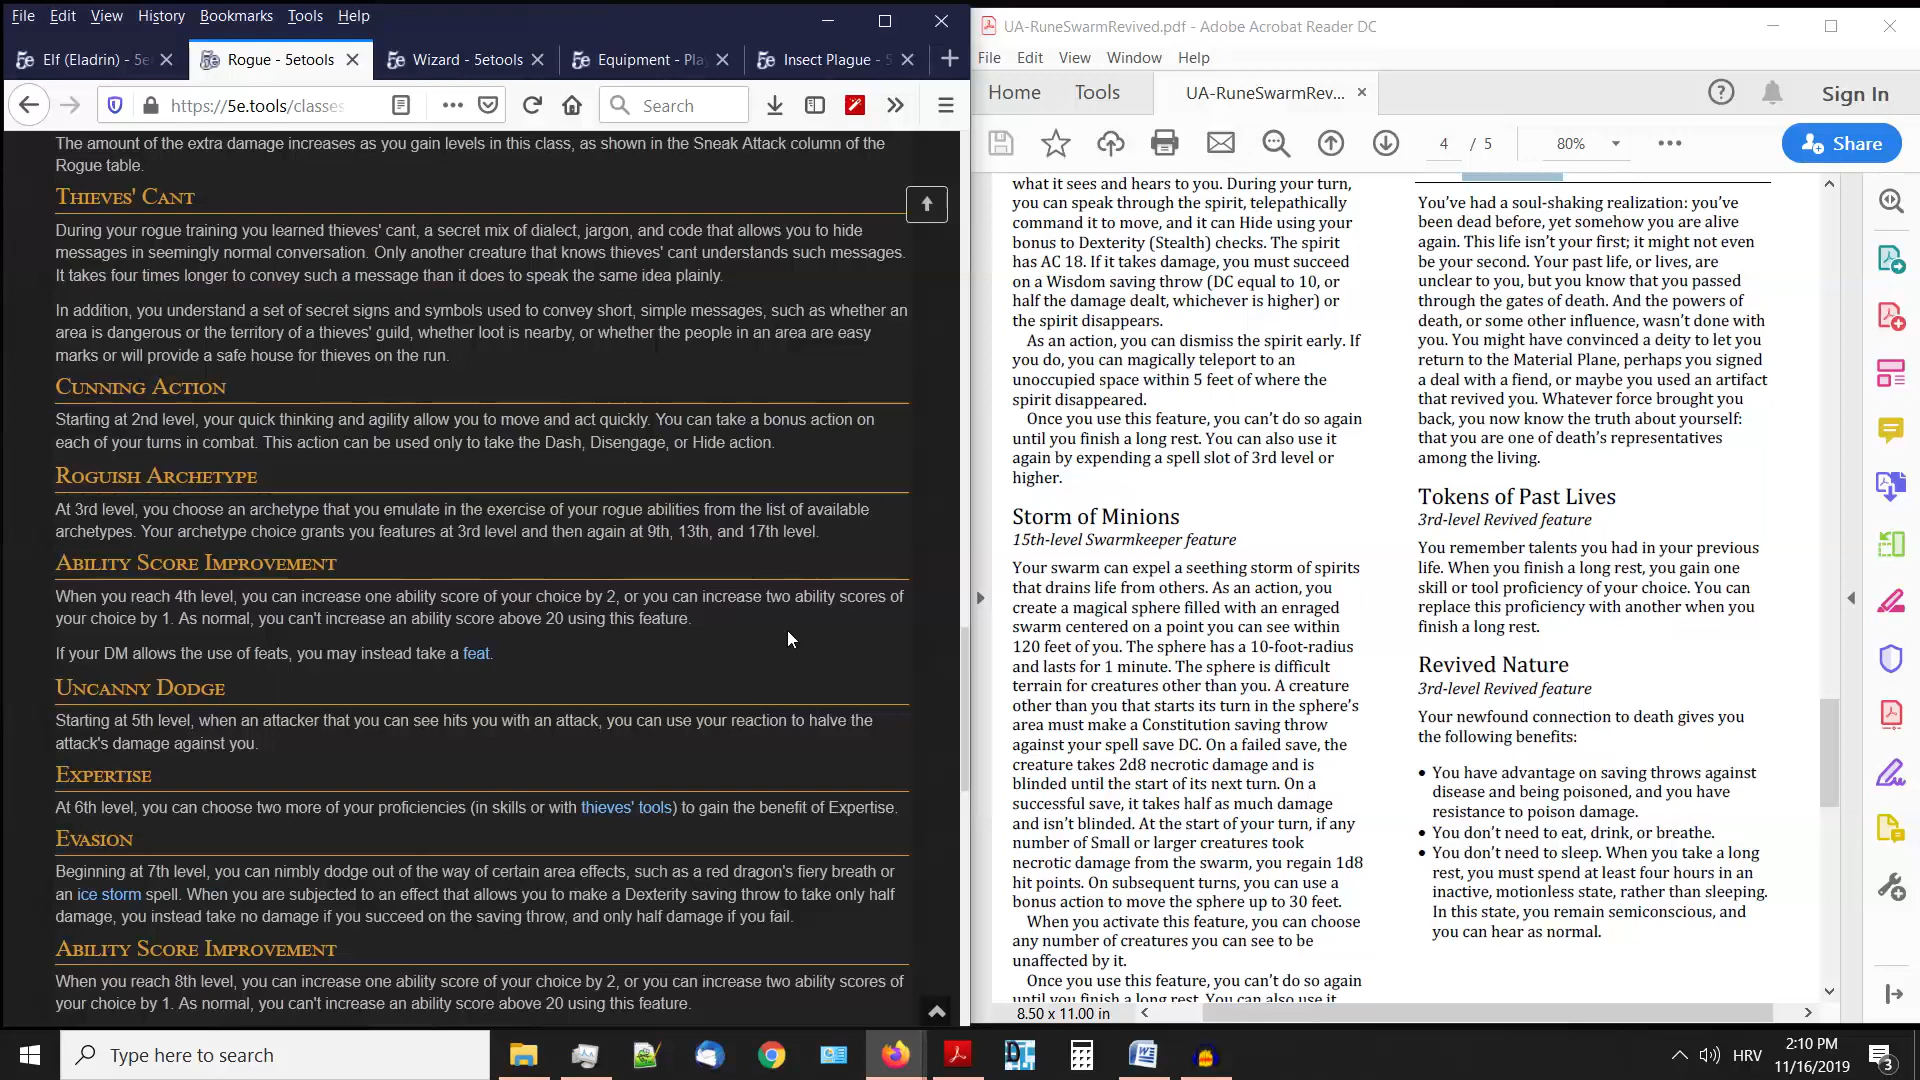 File Edit View History Bookmarks Tools Help
Elf (Eladrin) - 5e
Rogue - 5etools
Wizard - 5etools
Equipment - Pla
Insect Plague - 5
https://5e.tools/classes
Search
The amount of the extra damage increases as you gain levels in this class, as shown in the Sneak Attack column of the
Rogue table.
Thieves' Cant
During your rogue training you learned thieves' cant, a secret mix of dialect, jargon, and code that allows you to hide
messages in seemingly normal conversation. Only another creature that knows thieves' cant understands such messages.
It takes four times longer to convey such a message than it does to speak the same idea plainly.
In addition, you understand a set of secret signs and symbols used to convey short, simple messages, such as whether an
area is dangerous or the territory of a thieves' guild, whether loot is nearby, or whether the people in an area are easy
marks or will provide a safe house for thieves on the run.
Cunning Action
Starting at 2nd level, your quick thinking and agility allow you to move and act quickly. You can take a bonus action on
each of your turns in combat. This action can be used only to take the Dash, Disengage, or Hide action.
Roguish Archetype
At 3rd level, you choose an archetype that you emulate in the exercise of your rogue abilities from the list of available
archetypes. Your archetype choice grants you features at 3rd level and then again at 9th, 13th, and 17th level.
Ability Score Improvement
When you reach 4th level, you can increase one ability score of your choice by 2, or you can increase two ability scores of
your choice by 1. As normal, you can't increase an ability score above 20 using this feature.
If your DM allows the use of feats, you may instead take a feat.
Uncanny Dodge
Starting at 5th level, when an attacker that you can see hits you with an attack, you can use your reaction to halve the
attack's damage against you.
Expertise
At 6th level, you can choose two more of your proficiencies (in skills or with thieves' tools) to gain the benefit of Expertise.
Evasion
Beginning at 7th level, you can nimbly dodge out of the way of certain area effects, such as a red dragon's fiery breath or
an ice storm spell. When you are subjected to an effect that allows you to make a Dexterity saving throw to take only half
damage, you instead take no damage if you succeed on the saving throw, and only half damage if you fail.
Ability Score Improvement
When you reach 8th level, you can increase one ability score of your choice by 2, or you can increase two ability scores of
your choice by 1. As normal, you can't increase an ability score above 20 using this feature.
UA-RuneSwarmRevived.pdf - Adobe Acrobat Reader DC
File Edit View Window Help
Home Tools
UA-RuneSwarmRev...
Sign In
4 / 5
80%
Share
what it sees and hears to you. During your turn,
you can speak through the spirit, telepathically
command it to move, and it can Hide using your
bonus to Dexterity (Stealth) checks. The spirit
has AC 18. If it takes damage, you must succeed
on a Wisdom saving throw (DC equal to 10, or
half the damage dealt, whichever is higher) or
the spirit disappears.
As an action, you can dismiss the spirit early. If
you do, you can magically teleport to an
unoccupied space within 5 feet of where the
spirit disappeared.
Once you use this feature, you can't do so again
until you finish a long rest. You can also use it
again by expending a spell slot of 3rd level or
higher.
Storm of Minions
15th-level Swarmkeeper feature
Your swarm can expel a seething storm of spirits
that drains life from others. As an action, you
create a magical sphere filled with an enraged
swarm centered on a point you can see within
120 feet of you. The sphere has a 10-foot-radius
and lasts for 1 minute. The sphere is difficult
terrain for creatures other than you. A creature
other than you that starts its turn in the sphere's
area must make a Constitution saving throw
against your spell save DC. On a failed save, the
creature takes 2d8 necrotic damage and is
blinded until the start of its next turn. On a
successful save, it takes half as much damage
and isn't blinded. At the start of your turn, if any
number of Small or larger creatures took
necrotic damage from the swarm, you regain 1d8
hit points. On subsequent turns, you can use a
bonus action to move the sphere up to 30 feet.
When you activate this feature, you can choose
any number of creatures you can see to be
unaffected by it.
Once you use this feature, you can't do so again
until you finish a long rest. You can also use it
You've had a soul-shaking realization: you've
been dead before, yet somehow you are alive
again. This life isn't your first; it might not even
be your second. Your past life, or lives, are
unclear to you, but you know that you passed
through the gates of death. And the powers of
death, or some other influence, wasn't done with
you. You might have convinced a deity to let you
return to the Material Plane, perhaps you signed
a deal with a fiend, or maybe you used an artifact
that revived you. Whatever force brought you
back, you now know the truth about yourself:
that you are one of death's representatives
among the living.
Tokens of Past Lives
3rd-level Revived feature
You remember talents you had in your previous
life. When you finish a long rest, you gain one
skill or tool proficiency of your choice. You can
replace this proficiency with another when you
finish a long rest.
Revived Nature
3rd-level Revived feature
Your newfound connection to death gives you
the following benefits:
• You have advantage on saving throws against
disease and being poisoned, and you have
resistance to poison damage.
• You don't need to eat, drink, or breathe.
• You don't need to sleep. When you take a long
rest, you must spend at least four hours in an
inactive, motionless state, rather than sleeping.
In this state, you remain semiconscious, and
you can hear as normal.
8.50 x 11.00 in
Type here to search
HRV
2:10 PM
11/16/2019
3